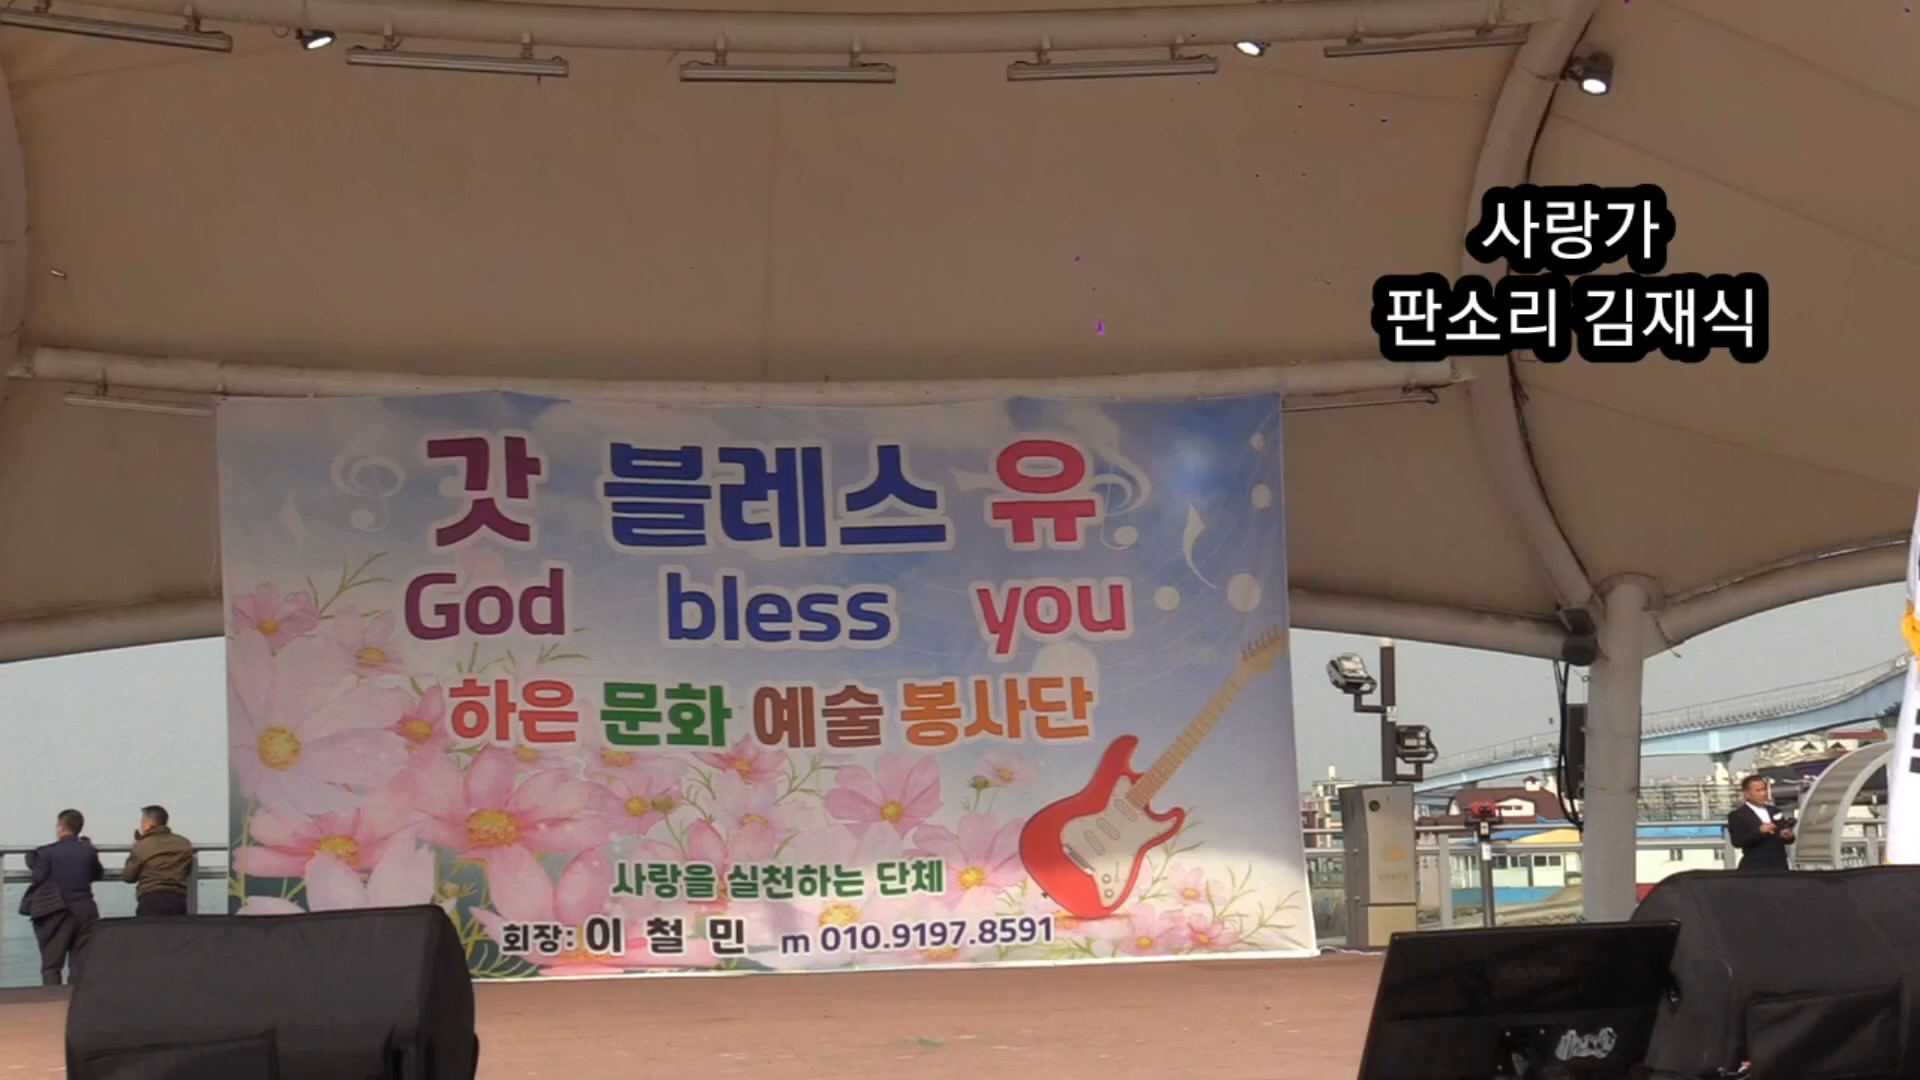 사랑가
판소리 김재식
갓 블레스 유
God bless you
하은 문화 예술 봉사단
사랑을 실천하는 단체
회장: 이 철 민 m 010.9197.8591